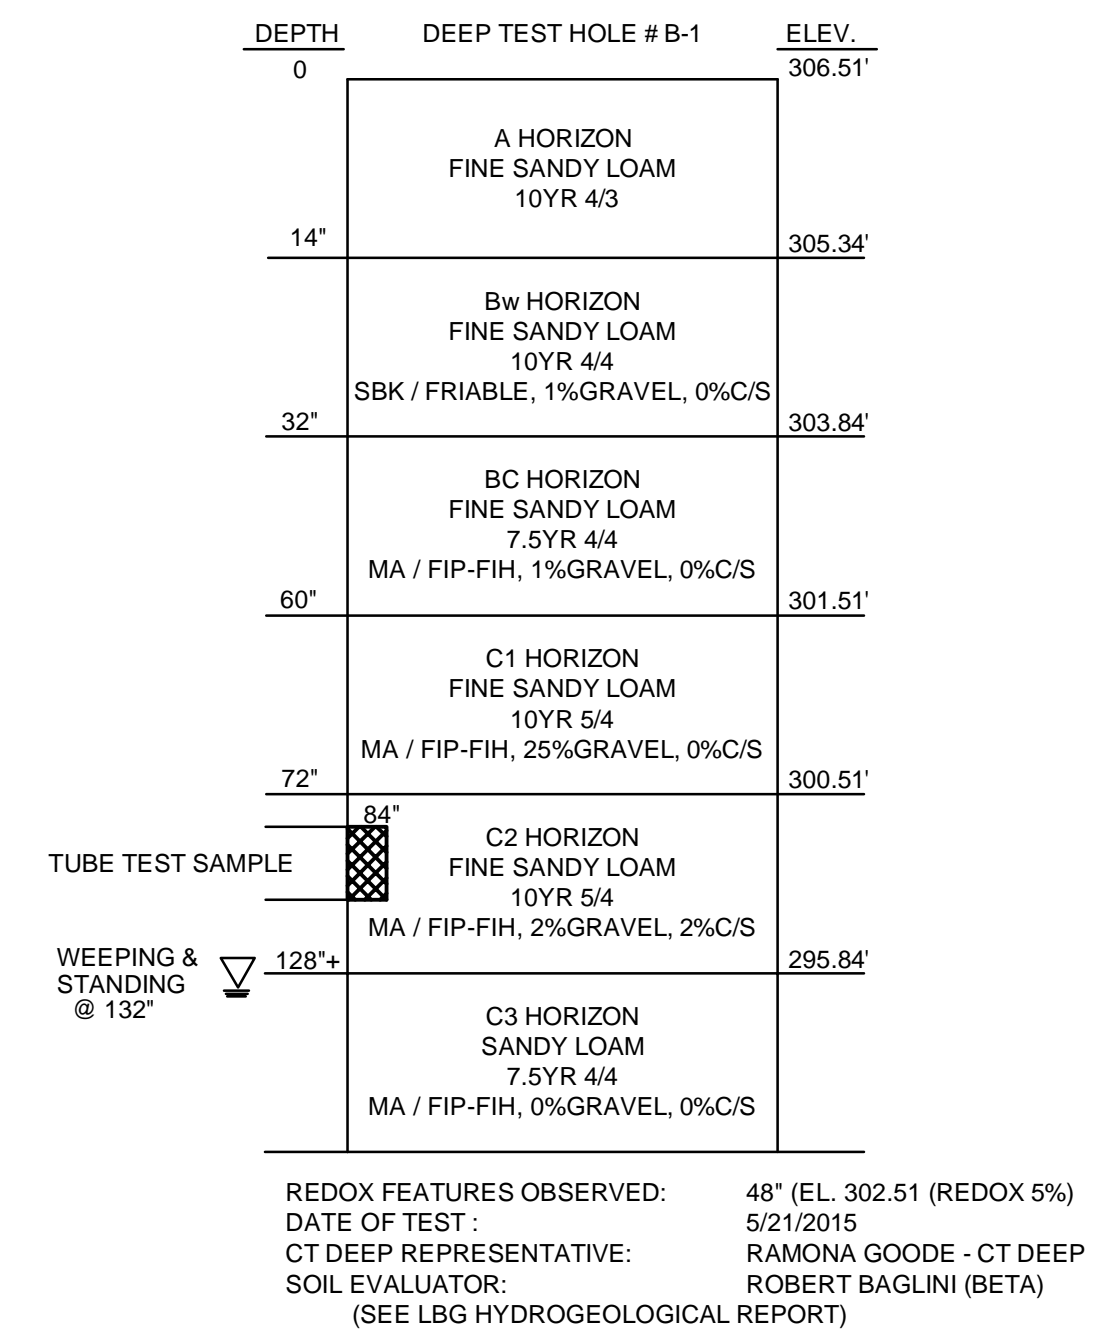 DEPTH DEEP TEST HOLE # B-1 ELEV.
0 306.51'
A HORIZON
FINE SANDY LOAM
10YR 4/3
14" 305.34'
Bw HORIZON
FINE SANDY LOAM
10YR 4/4
SBK / FRIABLE, 1%GRAVEL, 0%C/S
32" 303.84'
BC HORIZON
FINE SANDY LOAM
7.5YR 4/4
MA / FIP-FIH, 1%GRAVEL, 0%C/S
60" 301.51'
C1 HORIZON
FINE SANDY LOAM
10YR 5/4
MA / FIP-FIH, 25%GRAVEL, 0%C/S
72" 300.51'
84"
TUBE TEST SAMPLE
C2 HORIZON
FINE SANDY LOAM
10YR 5/4
MA / FIP-FIH, 2%GRAVEL, 2%C/S
WEEPING &
STANDING
@ 132"
128"+ 295.84'
C3 HORIZON
SANDY LOAM
7.5YR 4/4
MA / FIP-FIH, 0%GRAVEL, 0%C/S
REDOX FEATURES OBSERVED: 48" (EL. 302.51 (REDOX 5%)
DATE OF TEST : 5/21/2015
CT DEEP REPRESENTATIVE: RAMONA GOODE - CT DEEP
SOIL EVALUATOR: ROBERT BAGLINI (BETA)
(SEE LBG HYDROGEOLOGICAL REPORT)